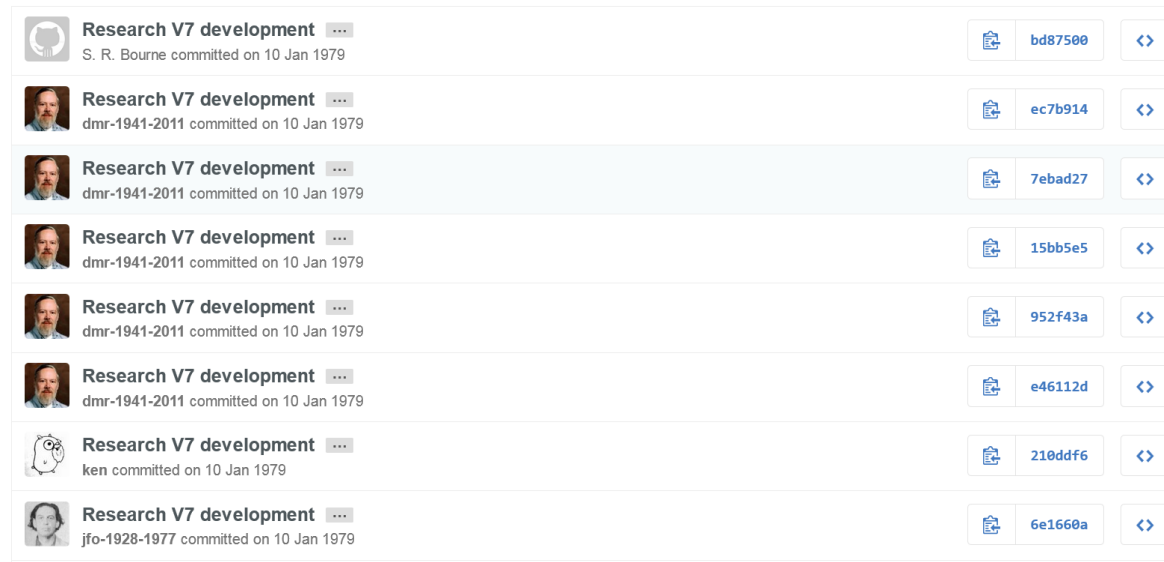 Research V7 development ...
S. R. Bourne committed on 10 Jan 1979
bd87500
Research V7 development ...
dmr-1941-2011 committed on 10 Jan 1979
ec7b914
Research V7 development ...
dmr-1941-2011 committed on 10 Jan 1979
7ebad27
Research V7 development ...
dmr-1941-2011 committed on 10 Jan 1979
15bb5e5
Research V7 development ...
dmr-1941-2011 committed on 10 Jan 1979
952f43a
Research V7 development ...
dmr-1941-2011 committed on 10 Jan 1979
e46112d
Research V7 development ...
ken committed on 10 Jan 1979
210ddf6
Research V7 development ...
jfo-1928-1977 committed on 10 Jan 1979
6e1660a